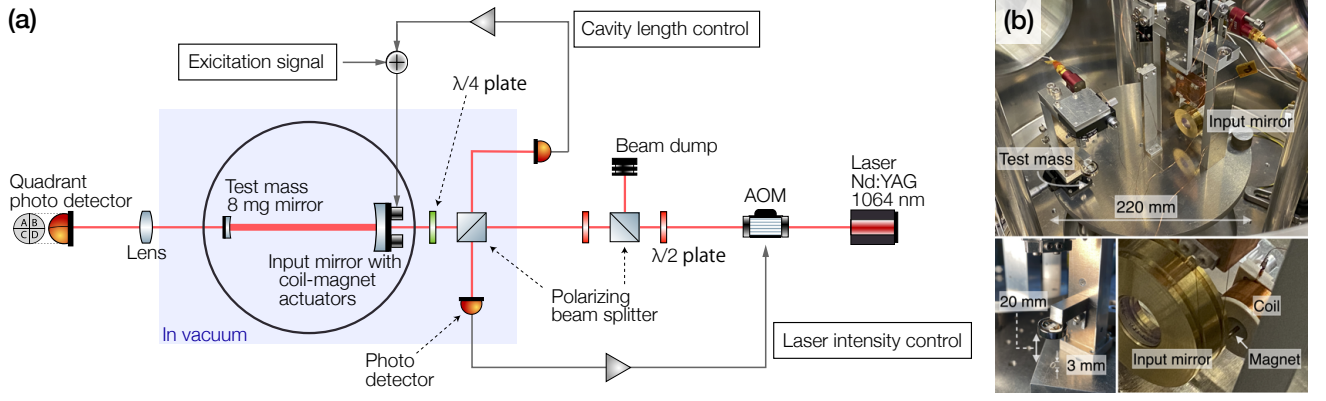 (a)
Exicitation signal
Cavity length control
λ/4 plate
Beam dump
Laser
Nd:YAG
1064 nm
AOM
Quadrant
photo detector
A B
C D
Test mass
8 mg mirror
Lens
Input mirror with
coil-magnet
actuators
λ/2 plate
Polarizing
beam splitter
In vacuum
Photo
detector
Laser intensity control
(b)
Input mirror
Test mass
220 mm
20 mm
3 mm
Coil
Input mirror
Magnet